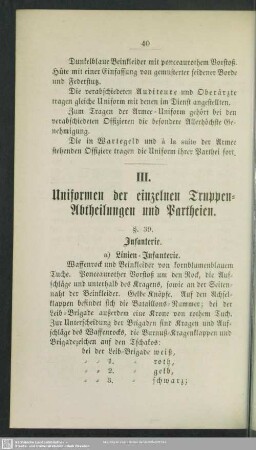 40
Dunkelblaue Beinkleider mit ponceaurothem Vorstoß.
Hüte mit einer Einfassung von gemusterter seidener Borde
und Federstutz.
Die verabschiedeten Auditeure und Oberärzte
tragen gleiche Uniform mit denen im Dienst angestellten.
Zum Tragen der Armee-Uniform gehört bei den
verabschiedeten Offizieren die besondere Allerhöchste Ge-
nehmigung.
Die in Wartegeld und à la suite der Armee
stehenden Offiziere tragen die Uniform ihrer Parthei fort.
III.
Uniformen der einzelnen Truppen-
Abtheilungen und Partheien.
§. 39.
Infanterie.
a) Linien-Infanterie.
Waffenrock und Beinkleider von kornblumenblauem
Tuche. Ponceaurother Vorstoß um den Rock, die Auf-
schläge und unterhalb des Kragens, sowie an der Seiten-
naht der Beinkleider. Gelbe Knöpfe. Auf den Achsel-
klappen befindet sich die Bataillons-Nummer; bei der
Leib-Brigade außerdem eine Krone von rothem Tuch.
Zur Unterscheidung der Brigaden sind Kragen und Auf-
schläge des Waffenrocks, die Burnuß-Kragenklappen und
Brigadezeichen auf den Tschakos:
bei der Leib-Brigade weiß,
" " 1. " roth,
" " 2. " gelb,
" " 3. " schwarz;